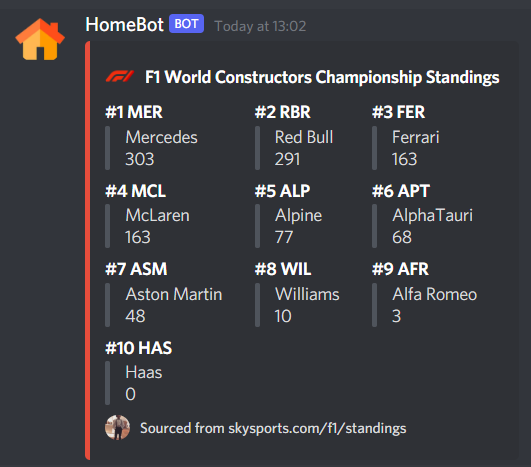 HomeBot BOT Today at 13:02
F1 World Constructors Championship Standings
#1 MER #2 RBR #3 FER
Mercedes Red Bull Ferrari
303 291 163
#4 MCL #5 ALP #6 APT
McLaren Alpine AlphaTauri
163 77 68
#7 ASM #8 WIL #9 AFR
Aston Martin Williams Alfa Romeo
48 10 3
#10 HAS
Haas
0
Sourced from skysports.com/f1/standings